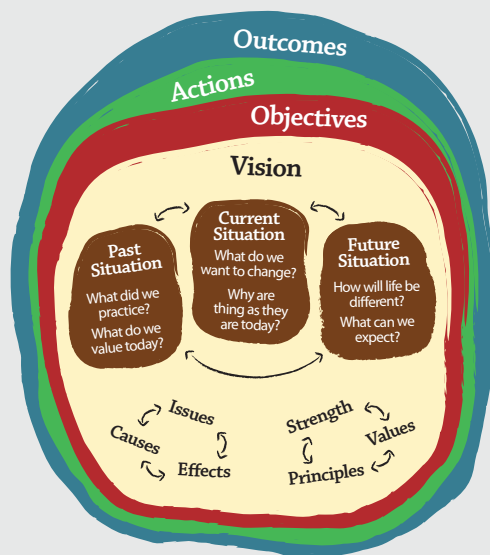 Outcomes
Actions
Objectives
Vision
Past
Situation
What did we
practice?
What do we
value today?
Current
Situation
What do we
want to change?
Why are
thing as they
are today?
Future
Situation
How will life be
different?
What can we
expect?
Issues
Causes
Effects
Strength
Values
Principles